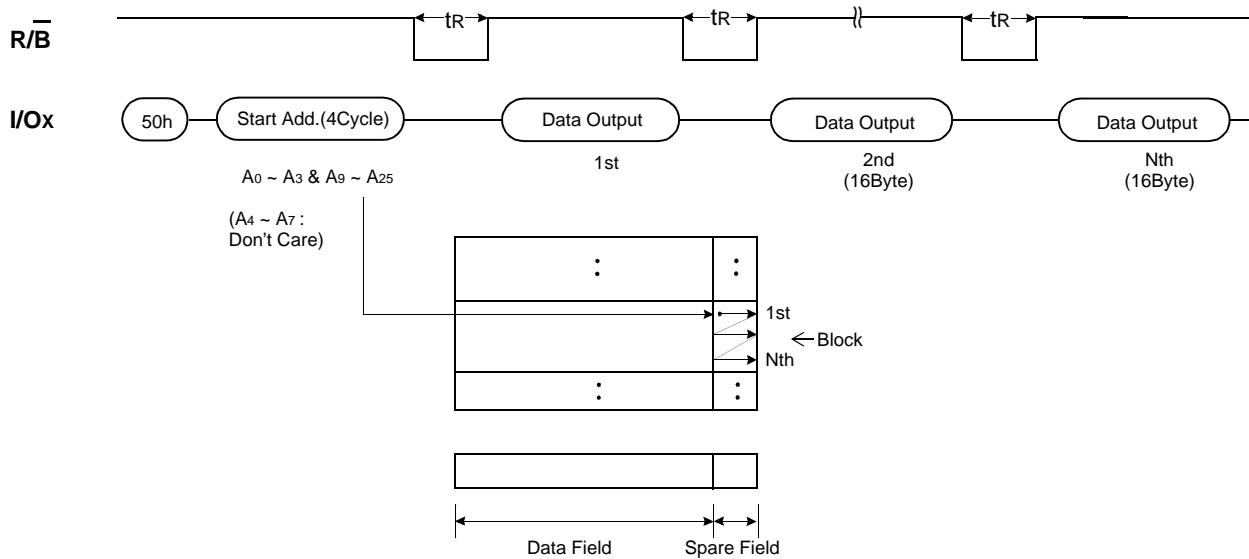 R/B
tR
tR
tR
I/Ox
50h
Start Add.(4Cycle)
Data Output
Data Output
Data Output
1st
2nd
(16Byte)
Nth
(16Byte)
A0 ~ A3 & A9 ~ A25
(A4 ~ A7 :
Don't Care)
1st
Block
Nth
Data Field
Spare Field